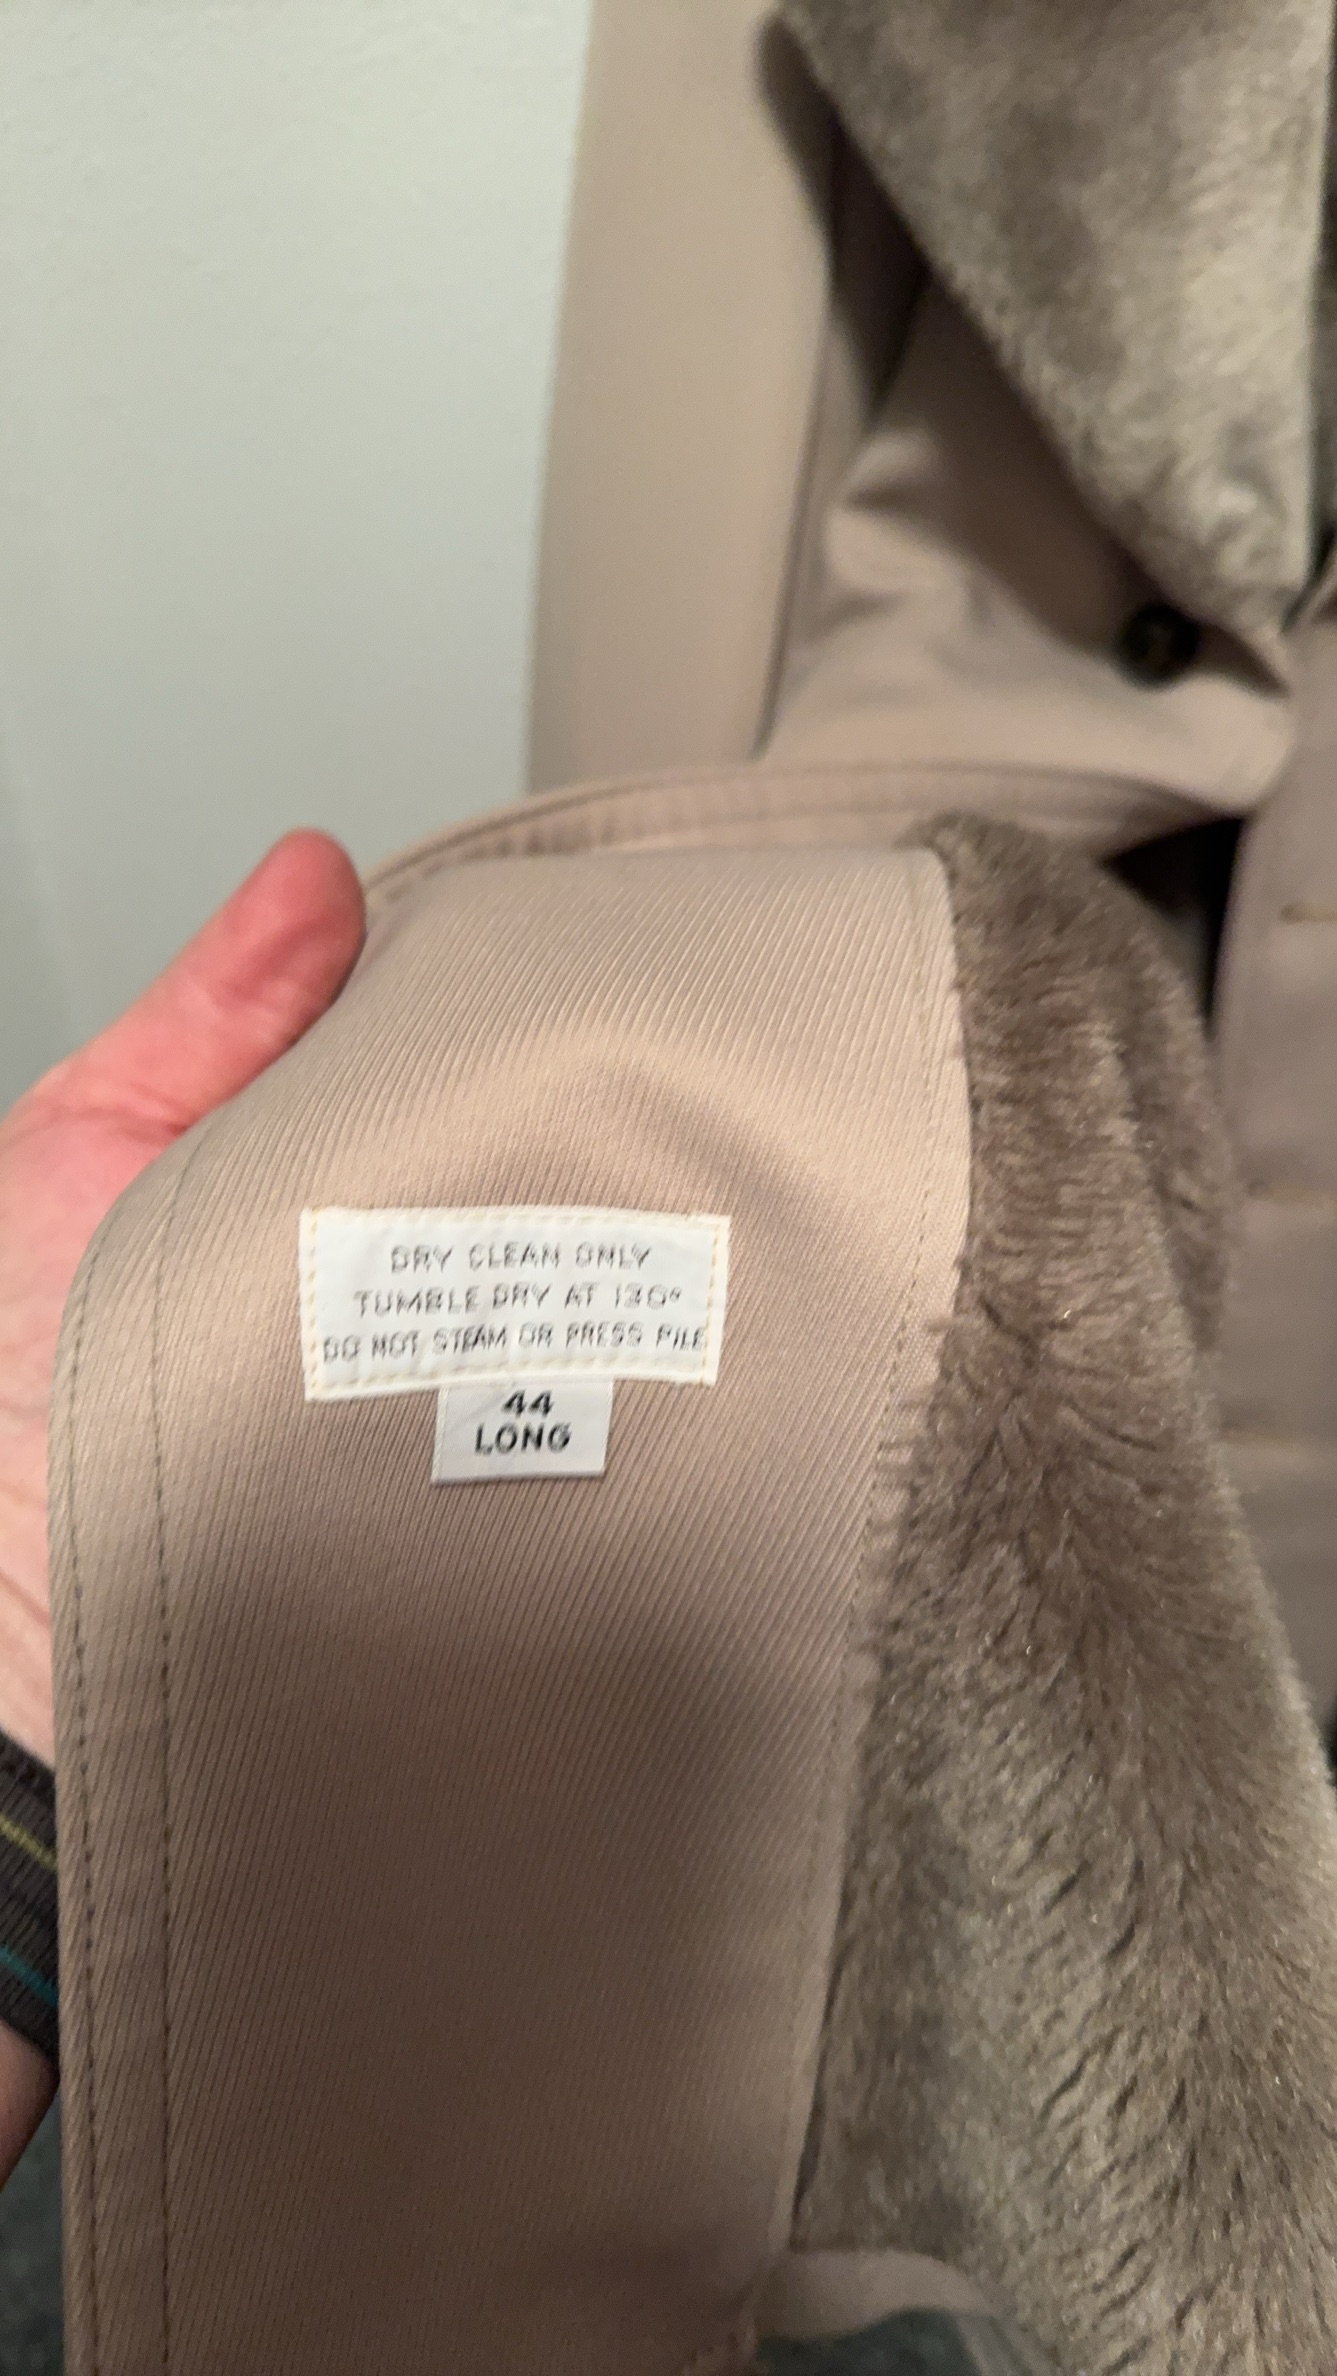 DRY CLEAN ONLY
TUMBLE DRY AT 130°
DO NOT STEAM OR PRESS PILE
44
LONG